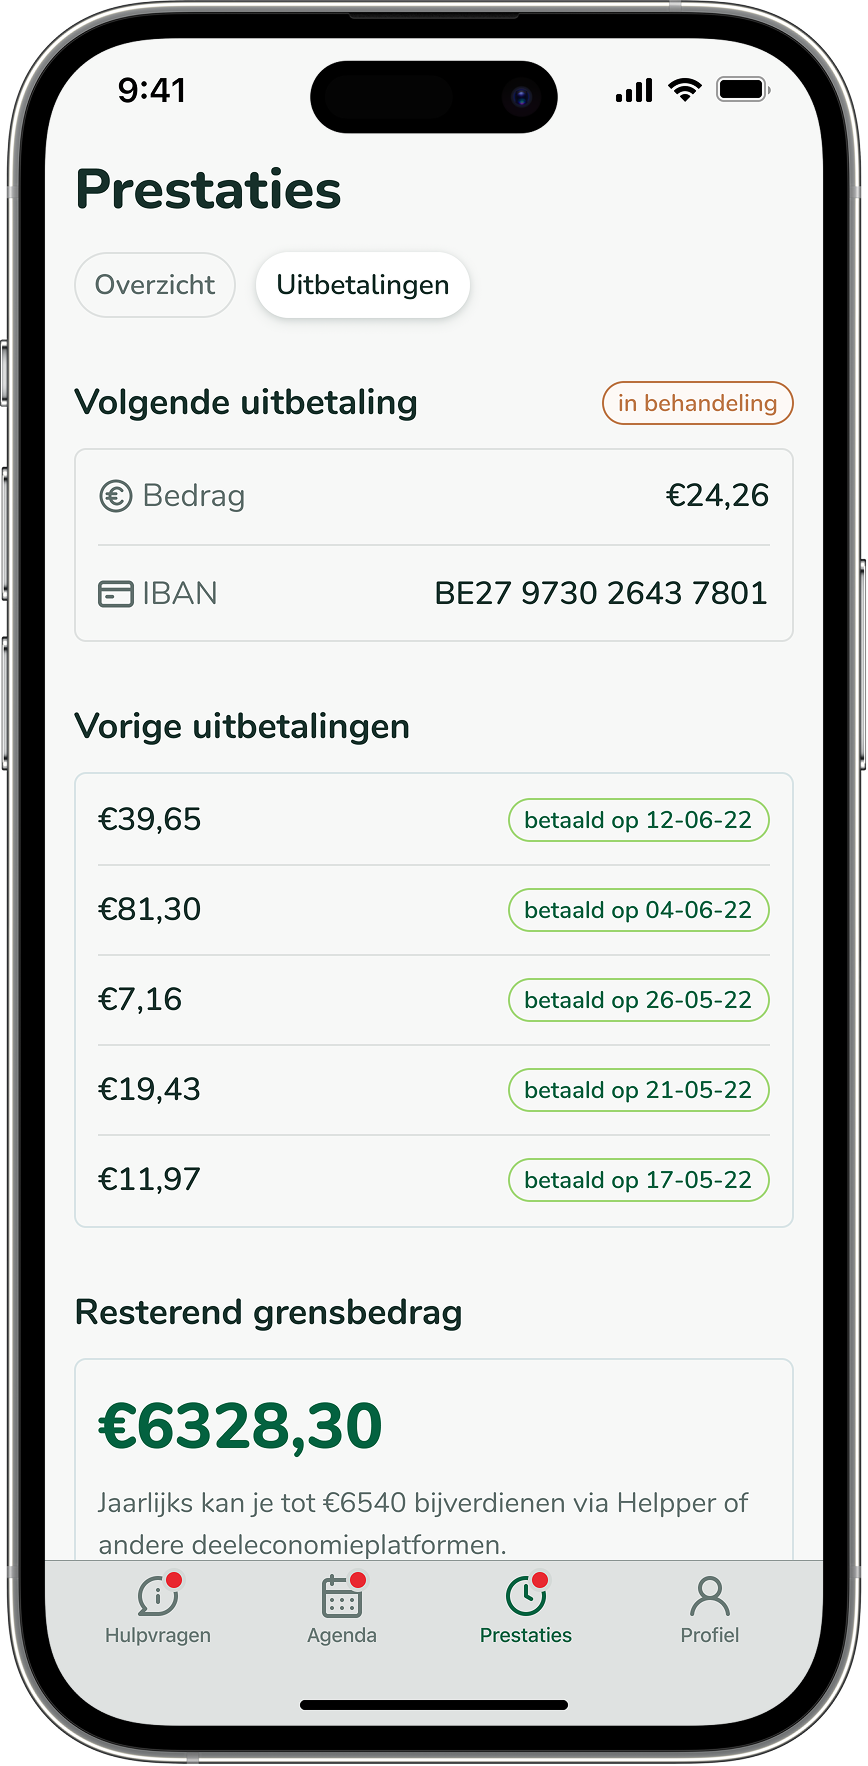 9:41
Prestaties
Overzicht Uitbetalingen
Volgende uitbetaling in behandeling
Bedrag €24,26
IBAN BE27 9730 2643 7801
Vorige uitbetalingen
€39,65 betaald op 12-06-22
€81,30 betaald op 04-06-22
€7,16 betaald op 26-05-22
€19,43 betaald op 21-05-22
€11,97 betaald op 17-05-22
Resterend grensbedrag
€6328,30
Jaarlijks kan je tot €6540 bijverdienen via Helpper of
andere deeleconomieplatformen.
Hulpvragen Agenda Prestaties Profiel